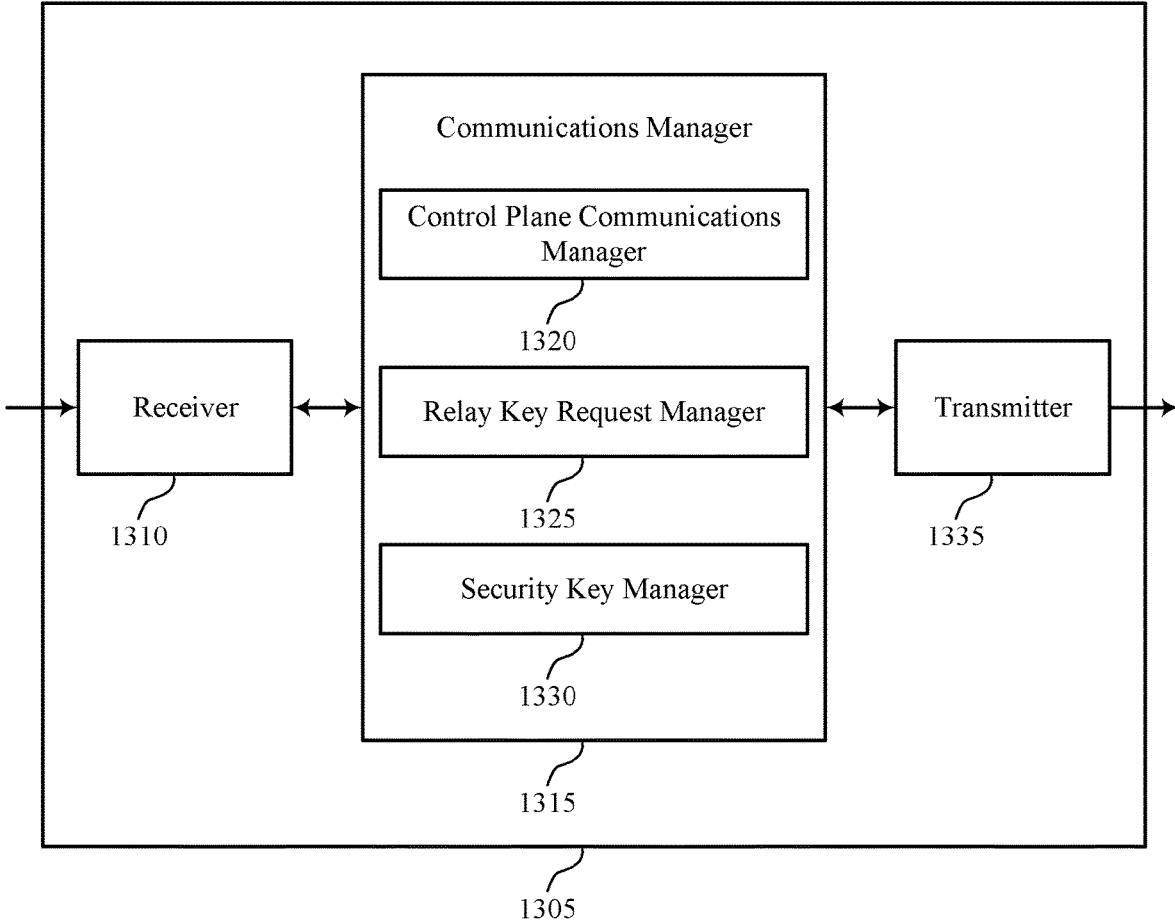 Communications Manager
Control Plane Communications
Manager
1320
Receiver
1310
Relay Key Request Manager
1325
Transmitter
1335
Security Key Manager
1330
1315
1305